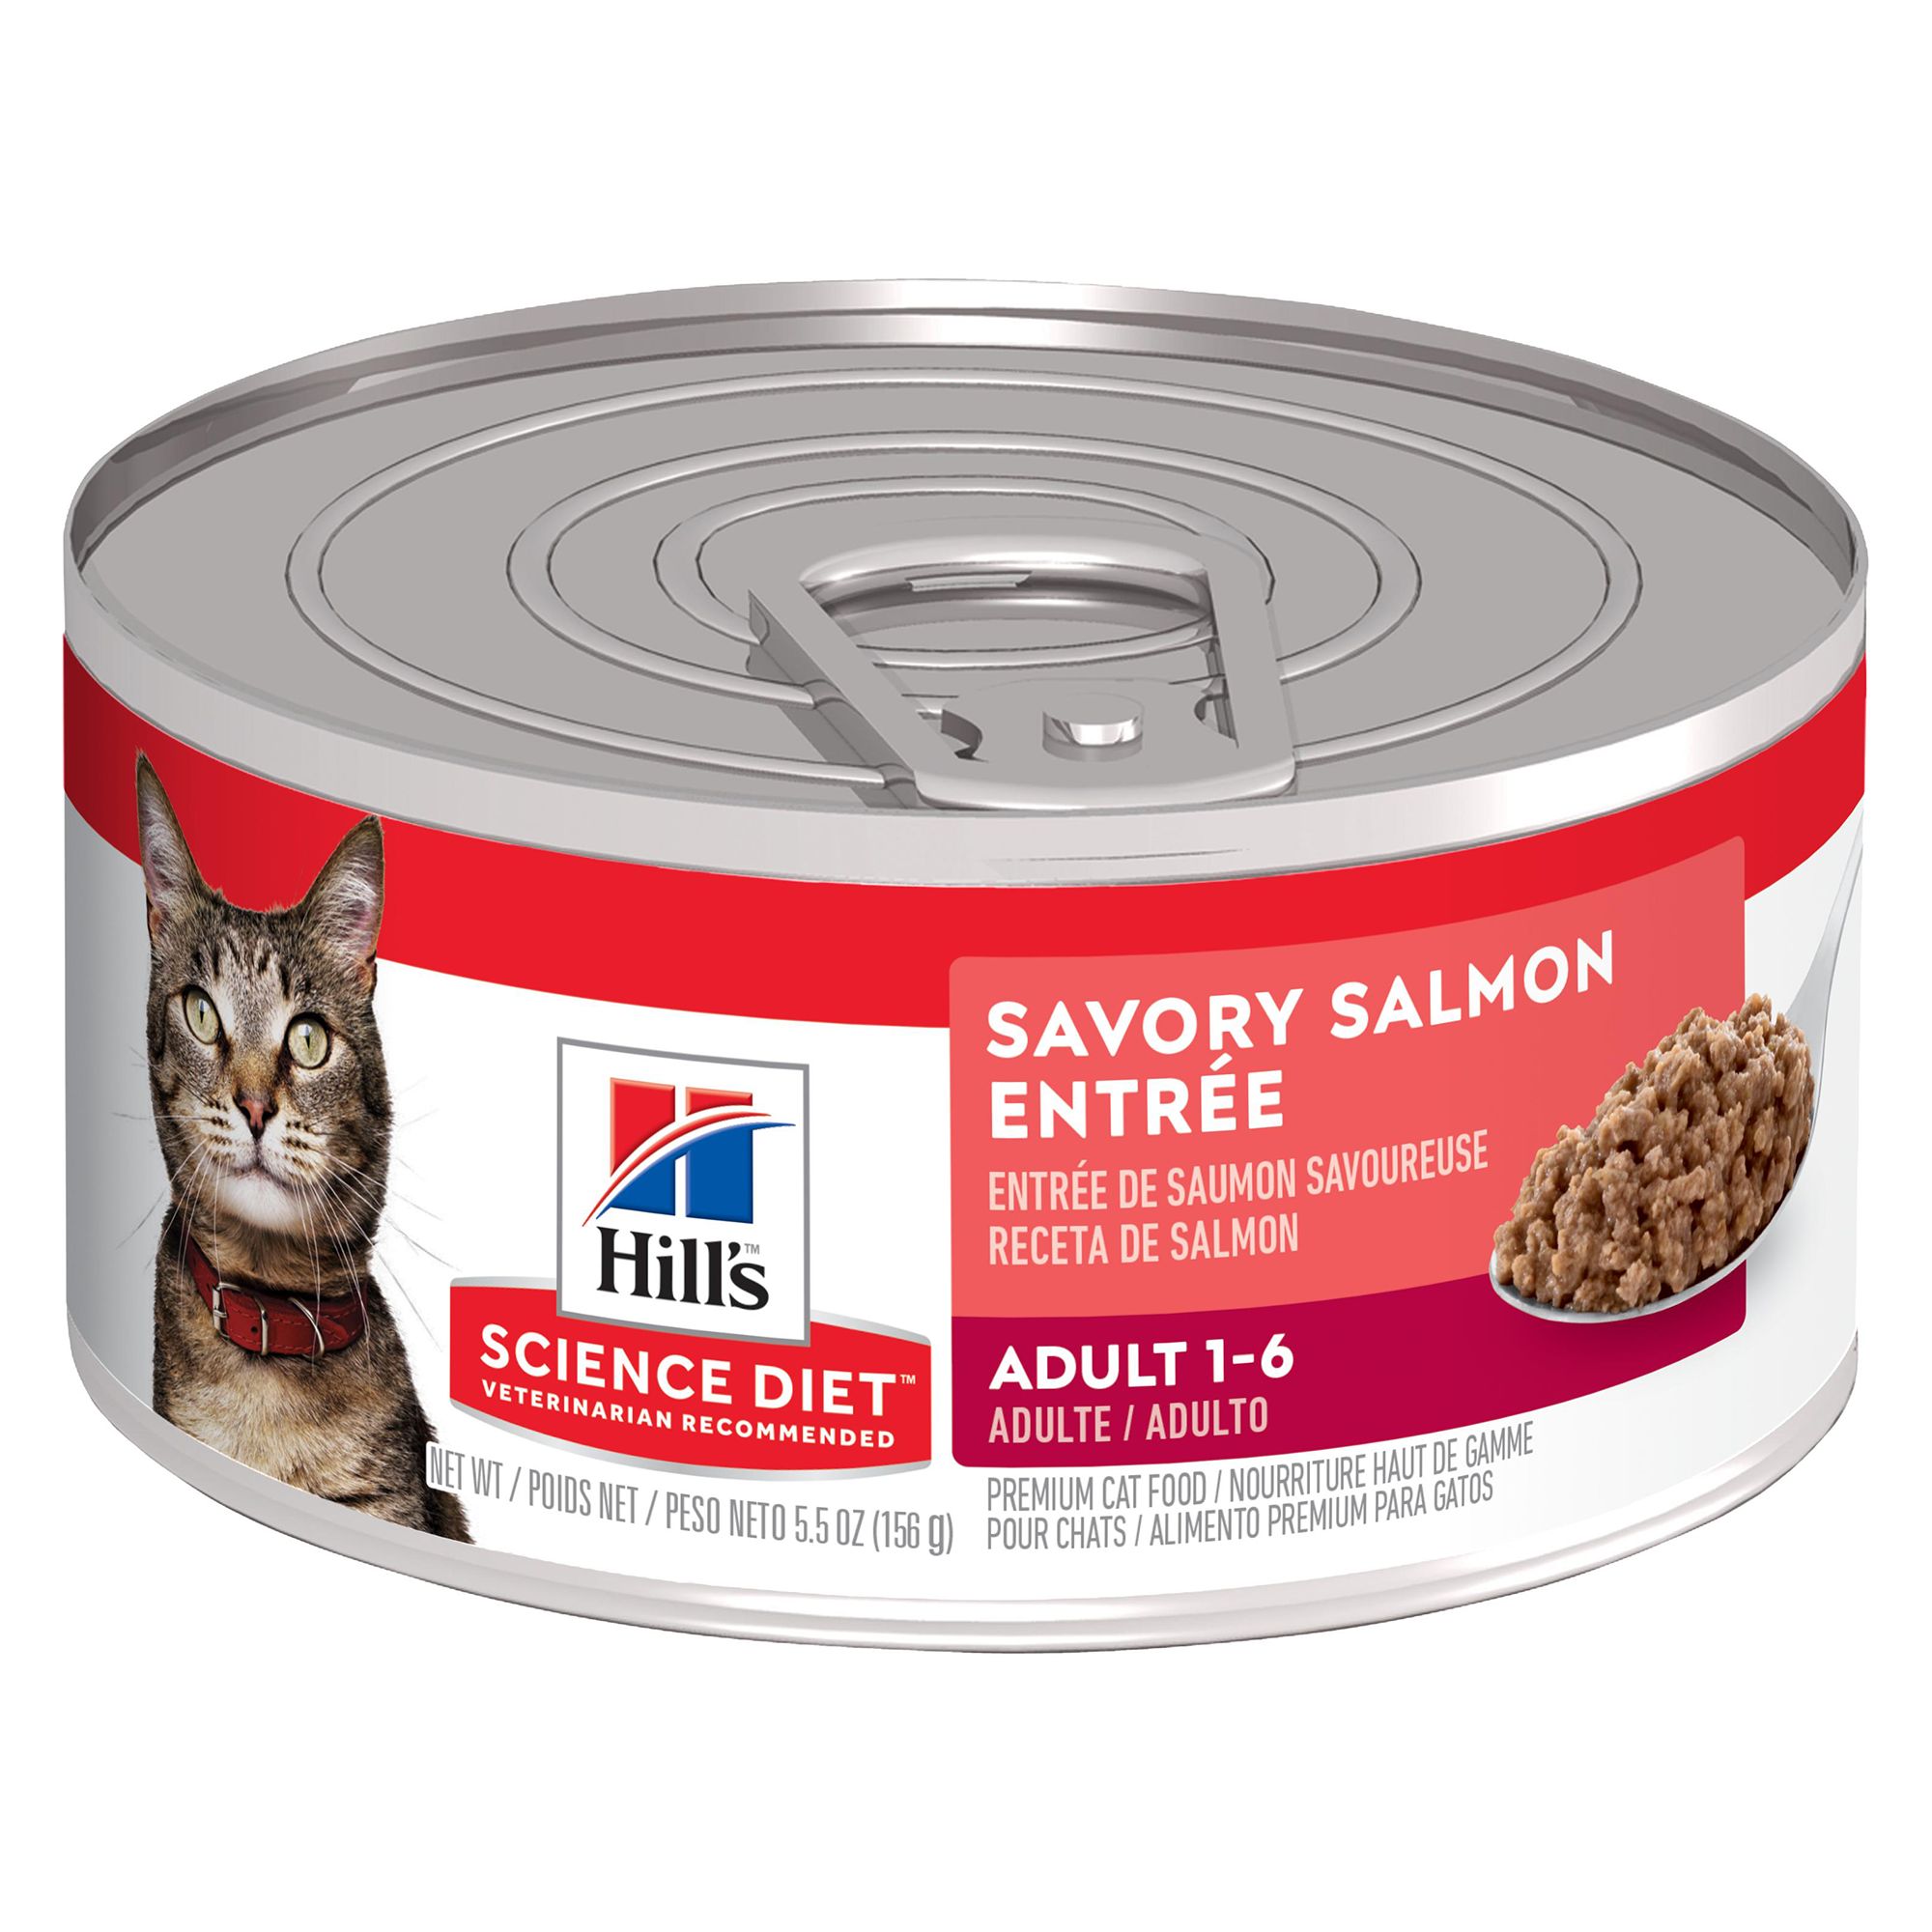 SAVORY SALMON
ENTRÉE
ENTRÉE DE SAUMON SAVOUREUSE
RECETA DE SALMON
Hill's™
SCIENCE DIET™
VETERINARIAN RECOMMENDED
ADULT 1-6
ADULTE / ADULTO
NET WT / POIDS NET / PESO NETO 5.5 OZ (156 g)
PREMIUM CAT FOOD / NOURRITURE HAUT DE GAMME
POUR CHATS / ALIMENTO PREMIUM PARA GATOS